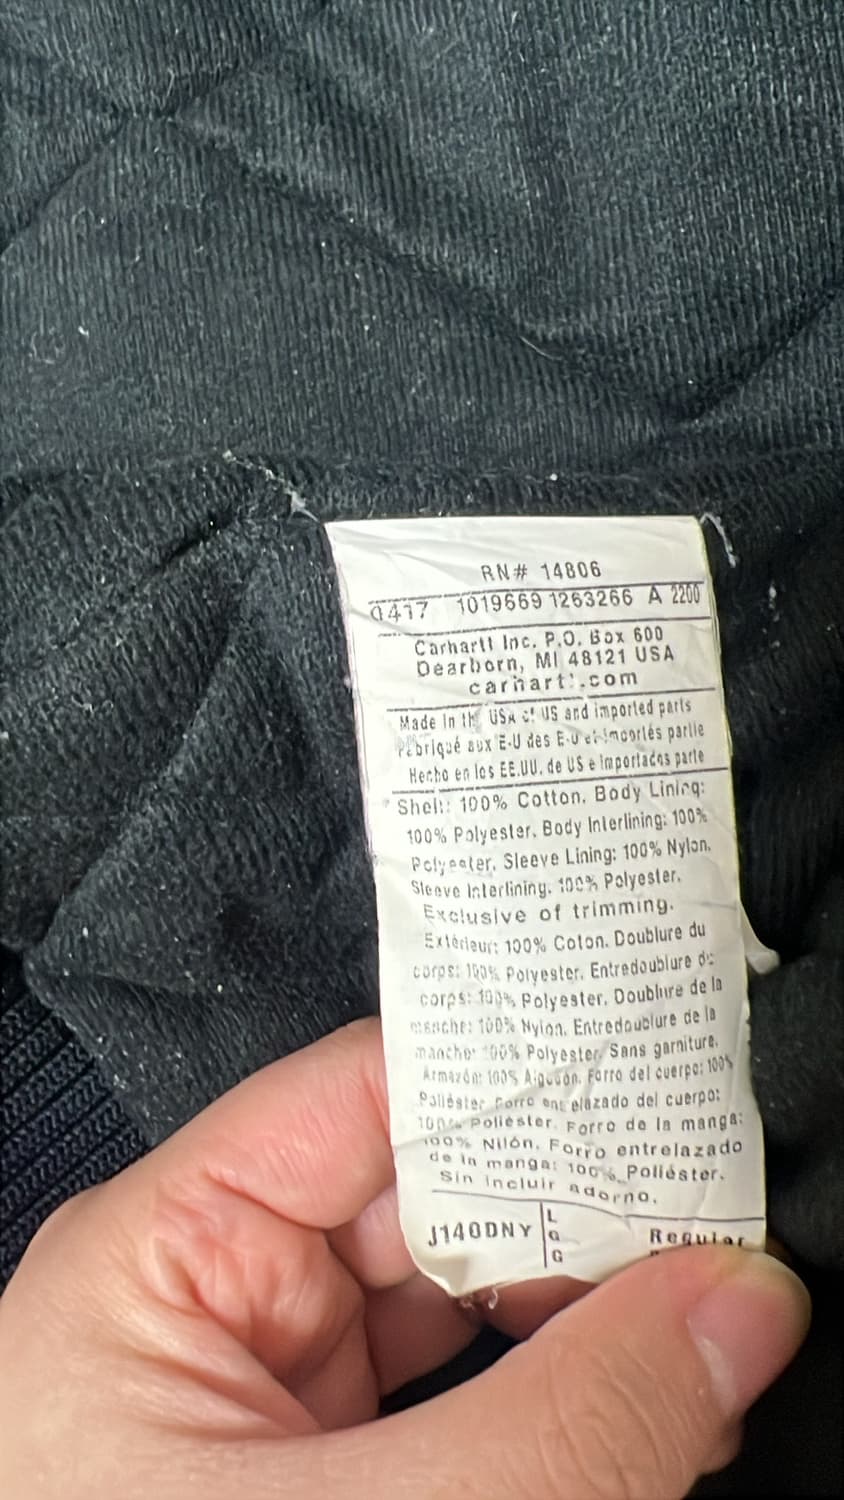 RN# 14806
0417 1019669 1263266 A 2200
Carhartt Inc. P.O. Box 600
Dearborn, MI 48121 USA
carhartt.com
Made in the USA of US and imported parts
Fabriqué aux E-U des E-U et importés partie
Hecho en los EE.UU. de US e importados parte
Shell: 100% Cotton. Body Lining:
100% Polyester. Body Interlining: 100%
Polyester. Sleeve Lining: 100% Nylon.
Sleeve Interlining: 100% Polyester.
Exclusive of trimming.
Extérieur: 100% Coton. Doublure du
corps: 100% Polyester. Entredoublure du
corps: 100% Polyester. Doublure de la
manche: 100% Nylon. Entredoublure de la
manche: 100% Polyester. Sans garniture.
Armazón: 100% Algodón. Forro del cuerpo: 100%
Poliéster Forro entrelazado del cuerpo:
100% Poliéster. Forro de la manga:
100% Nilón. Forro entrelazado
de la manga: 100% Poliéster.
Sin incluir adorno.
J140DNY L Regular
G
G